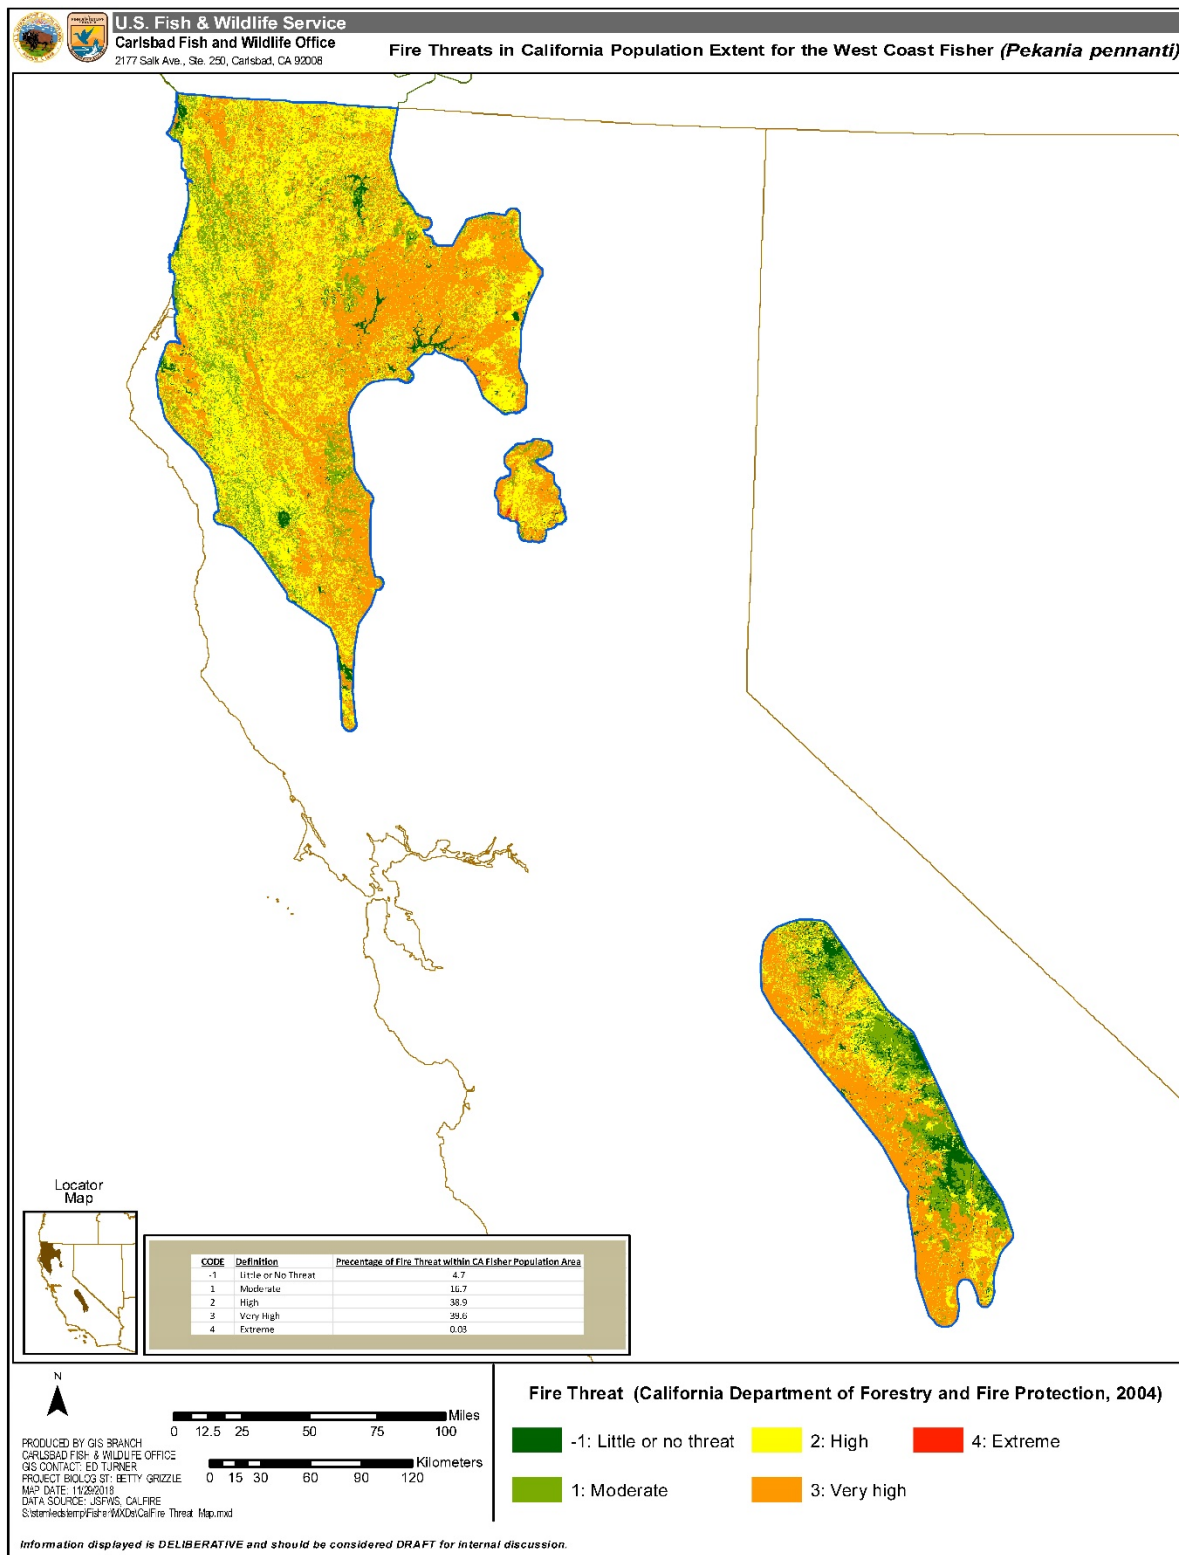 U.S. Fish & Wildlife Service
Carlsbad Fish and Wildlife Office
2177 Salk Ave., Ste. 250, Carlsbad, CA 92008
Fire Threats in California Population Extent for the West Coast Fisher (Pekania pennanti)
Locator
Map
CODE Definition Precentage of Fire Threat within CA Fisher Population Area
-1 Little or No Threat 4.7
1 Moderate 16.7
2 High 38.9
3 Very High 39.6
4 Extreme 0.03
N
Miles
0 12.5 25 50 75 100
Kilometers
0 15 30 60 90 120
PRODUCED BY GIS BRANCH
CARLSBAD FISH & WILDLIFE OFFICE
GIS CONTACT: ED TURNER
PROJECT BIOLOGIST: BETTY GRIZZLE
MAP DATE: 11/29/2018
DATA SOURCE: USFWS, CALFIRE
Threat Map.mxd
Fire Threat (California Department of Forestry and Fire Protection, 2004)
-1: Little or no threat
2: High
4: Extreme
1: Moderate
3: Very high
Information displayed is DELIBERATIVE and should be considered DRAFT for internal discussion.